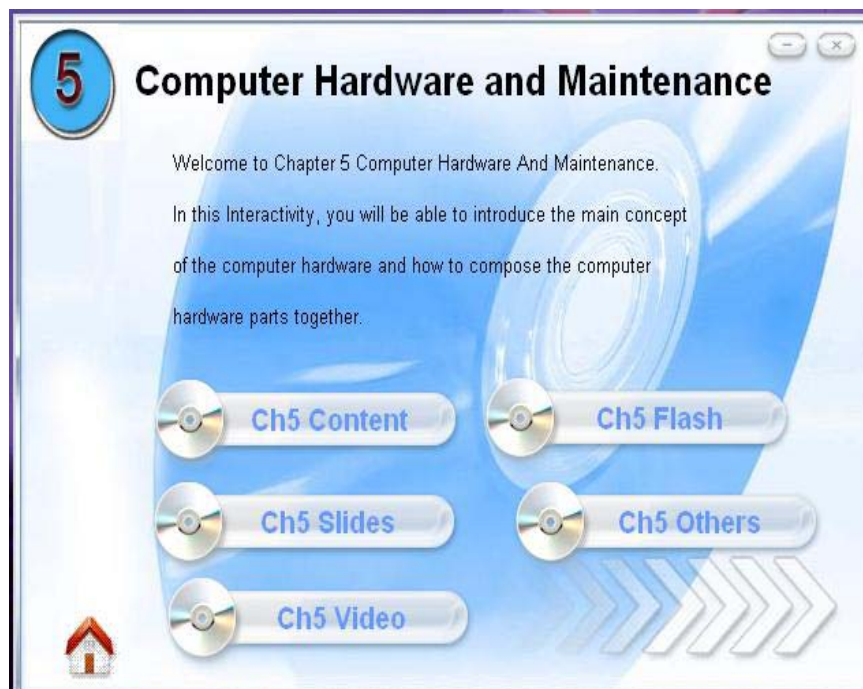 5
Computer Hardware and Maintenance
Welcome to Chapter 5 Computer Hardware And Maintenance.
In this Interactivity, you will be able to introduce the main concept
of the computer hardware and how to compose the computer
hardware parts together.
Ch5 Content
Ch5 Flash
Ch5 Slides
Ch5 Others
Ch5 Video